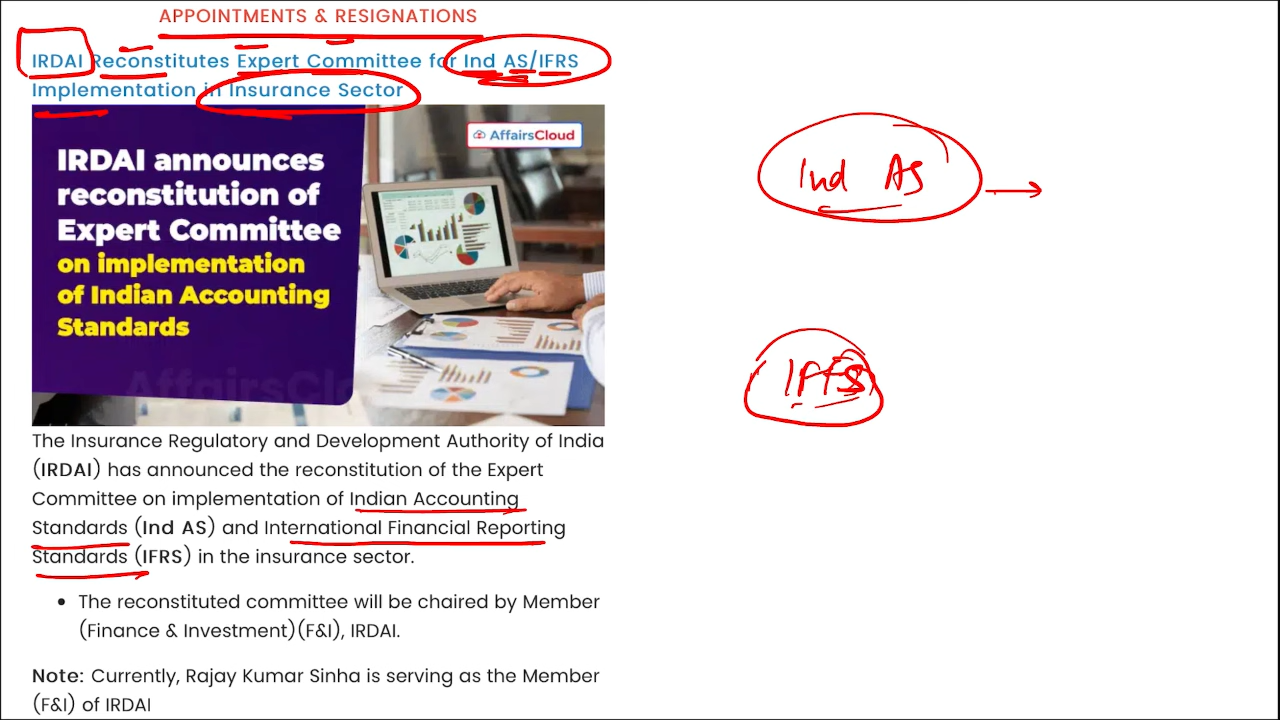 APPOINTMENTS & RESIGNATIONS
IRDAI Reconstitutes Expert Committee for Ind AS/IFRS
Implementation in Insurance Sector
AffairsCloud
IRDAI announces
reconstitution of
Expert Committee
on implementation
of Indian Accounting
Standards
The Insurance Regulatory and Development Authority of India
(IRDAI) has announced the reconstitution of the Expert
Committee on implementation of Indian Accounting
Standards (Ind AS) and International Financial Reporting
Standards (IFRS) in the insurance sector.
• The reconstituted committee will be chaired by Member
(Finance & Investment)(F&I), IRDAI.
Note: Currently, Rajay Kumar Sinha is serving as the Member
(F&I) of IRDAI
Ind AS